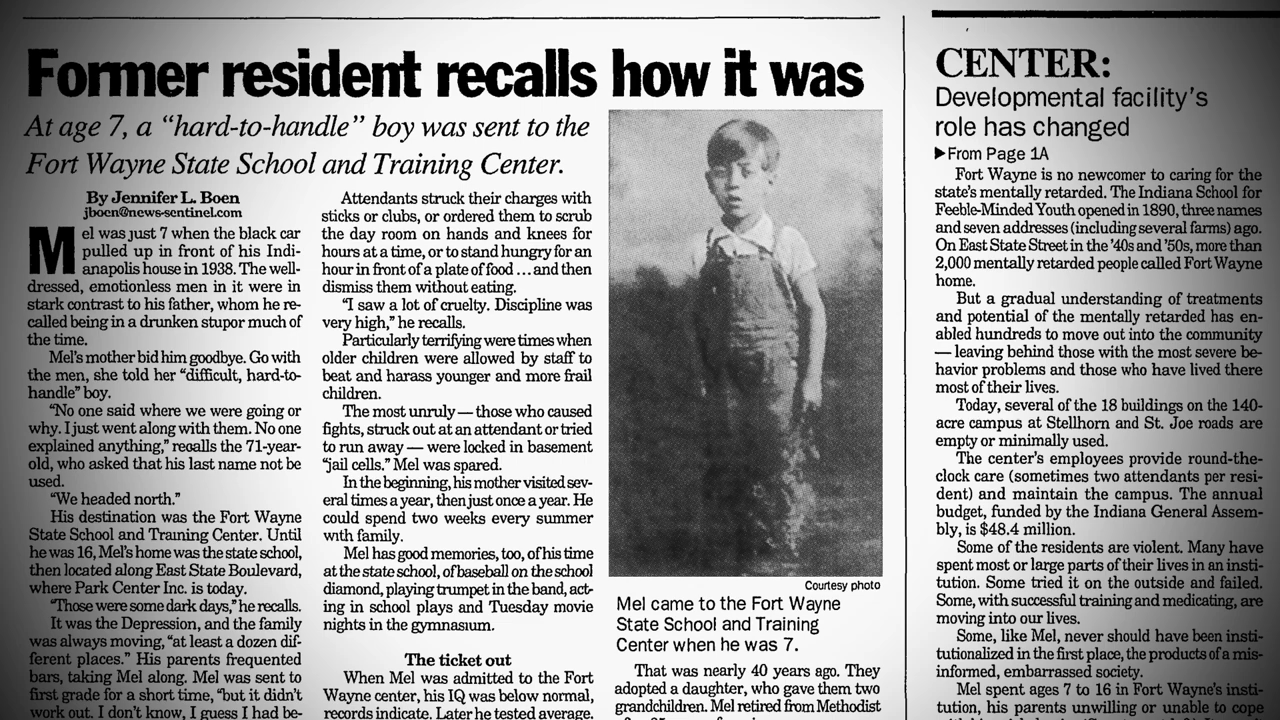 Former resident recalls how it was
At age 7, a “hard-to-handle” boy was sent to the
Fort Wayne State School and Training Center.
By Jennifer L. Boen
jboen@news-sentinel.com
Mel was just 7 when the black car
pulled up in front of his Indi-
anapolis house in 1938. The well-
dressed, emotionless men in it were in
stark contrast to his father, whom he re-
called being in a drunken stupor much of
the time.
Mel’s mother bid him goodbye. Go with
the men, she told her “difficult, hard-to-
handle” boy.
“No one said where we were going or
why. I just went along with them. No one
explained anything,” recalls the 71-year-
old, who asked that his last name not be
used.
“We headed north.”
His destination was the Fort Wayne
State School and Training Center. Until
he was 16, Mel’s home was the state school,
then located along East State Boulevard,
where Park Center Inc. is today.
“Those were some dark days,” he recalls.
It was the Depression, and the family
was always moving, “at least a dozen dif-
ferent places.” His parents frequented
bars, taking Mel along. Mel was sent to
first grade for a short time, “but it didn’t
work out. I don’t know, I guess I had be-
Attendants struck their charges with
sticks or clubs, or ordered them to scrub
the day room on hands and knees for
hours at a time, or to stand hungry for an
hour in front of a plate of food ... and then
dismiss them without eating.
“I saw a lot of cruelty. Discipline was
very high,” he recalls.
Particularly terrifying were times when
older children were allowed by staff to
beat and harass younger and more frail
children.
The most unruly — those who caused
fights, struck out at an attendant or tried
to run away — were locked in basement
“jail cells.” Mel was spared.
In the beginning, his mother visited sev-
eral times a year, then just once a year. He
could spend two weeks every summer
with family.
Mel has good memories, too, of his time
at the state school, of baseball on the school
diamond, playing trumpet in the band, act-
ing in school plays and Tuesday movie
nights in the gymnasium.
The ticket out
When Mel was admitted to the Fort
Wayne center, his IQ was below normal,
records indicate. Later he tested average.
Courtesy photo
Mel came to the Fort Wayne
State School and Training
Center when he was 7.
That was nearly 40 years ago. They
adopted a daughter, who gave them two
grandchildren. Mel retired from Methodist
CENTER:
Developmental facility’s
role has changed
▶From Page 1A
Fort Wayne is no newcomer to caring for the
state’s mentally retarded. The Indiana School for
Feeble-Minded Youth opened in 1890, three names
and seven addresses (including several farms) ago.
On East State Street in the ’40s and ’50s, more than
2,000 mentally retarded people called Fort Wayne
home.
But a gradual understanding of treatments
and potential of the mentally retarded has en-
abled hundreds to move out into the community
— leaving behind those with the most severe be-
havior problems and those who have lived there
most of their lives.
Today, several of the 18 buildings on the 140-
acre campus at Stellhorn and St. Joe roads are
empty or minimally used.
The center’s employees provide round-the-
clock care (sometimes two attendants per resi-
dent) and maintain the campus. The annual
budget, funded by the Indiana General Assem-
bly, is $48.4 million.
Some of the residents are violent. Many have
spent most or large parts of their lives in an insti-
tution. Some tried it on the outside and failed.
Some, with successful training and medicating, are
moving into our lives.
Some, like Mel, never should have been insti-
tutionalized in the first place, the products of a mis-
informed, embarrassed society.
Mel spent ages 7 to 16 in Fort Wayne’s insti-
tution, his parents unwilling or unable to cope